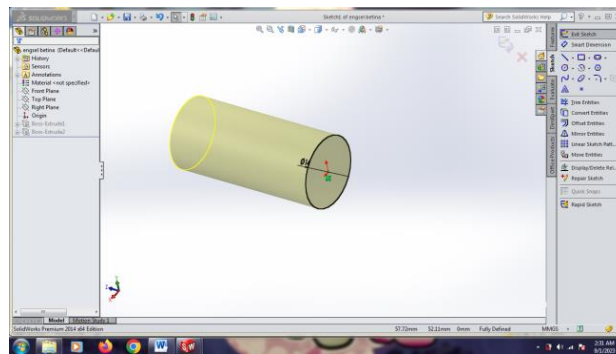 SOLIDWORKS
Sketch1 of engsel betina
Search SolidWorks Help
engsel betina (Default<<Defaul
History
Sensors
Annotations
Material <not specified>
Front Plane
Top Plane
Right Plane
Origin
Boss-Extrude1
Boss-Extrude2
Features
Sketch
Evaluate
DimXpert
Office Products
Exit Sketch
Smart Dimension
Trim Entities
Convert Entities
Offset Entities
Mirror Entities
Linear Sketch Patt...
Move Entities
Display/Delete Rel...
Repair Sketch
Quick Snaps
Rapid Sketch
Model
Motion Study 1
SolidWorks Premium 2014 x64 Edition
57.72mm
52.11mm
0mm
Fully Defined
MMGS
2:31 AM